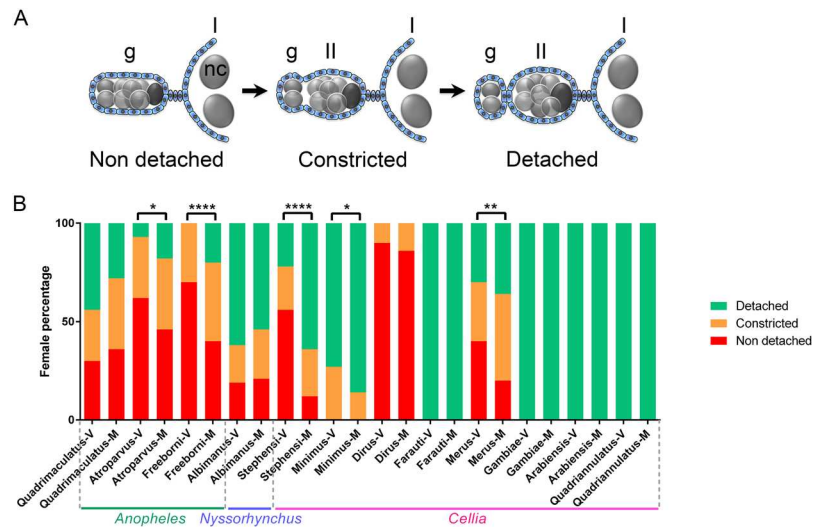 A
I I I
g g II g II
nc
Non detached Constricted Detached
B
* **** **** * **
100
50
0
Female percentage
Detached
Constricted
Non detached
Quadrimaculatus-V
Quadrimaculatus-M
Atroparvus-V
Atroparvus-M
Freeborni-V
Freeborni-M
Albimanus-V
Albimanus-M
Stephensi-V
Stephensi-M
Minimus-V
Minimus-M
Dirus-V
Dirus-M
Farauti-V
Farauti-M
Merus-V
Merus-M
Gambiae-V
Gambiae-M
Arabiensis-V
Arabiensis-M
Quadriannulatus-V
Quadriannulatus-M
Anopheles Nyssorhynchus Cellia